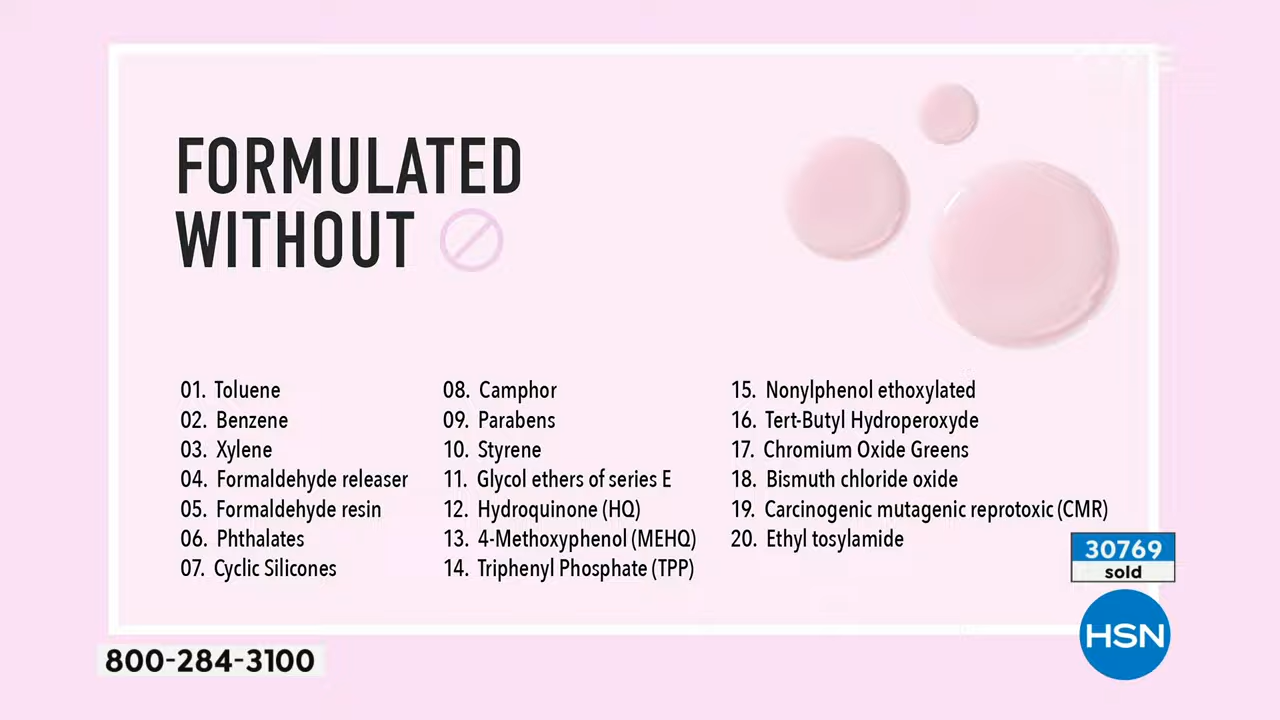 FORMULATED
WITHOUT
01. Toluene
02. Benzene
03. Xylene
04. Formaldehyde releaser
05. Formaldehyde resin
06. Phthalates
07. Cyclic Silicones
08. Camphor
09. Parabens
10. Styrene
11. Glycol ethers of series E
12. Hydroquinone (HQ)
13. 4-Methoxyphenol (MEHQ)
14. Triphenyl Phosphate (TPP)
15. Nonylphenol ethoxylated
16. Tert-Butyl Hydroperoxyde
17. Chromium Oxide Greens
18. Bismuth chloride oxide
19. Carcinogenic mutagenic reprotoxic (CMR)
20. Ethyl tosylamide
30769
sold
HSN
800-284-3100